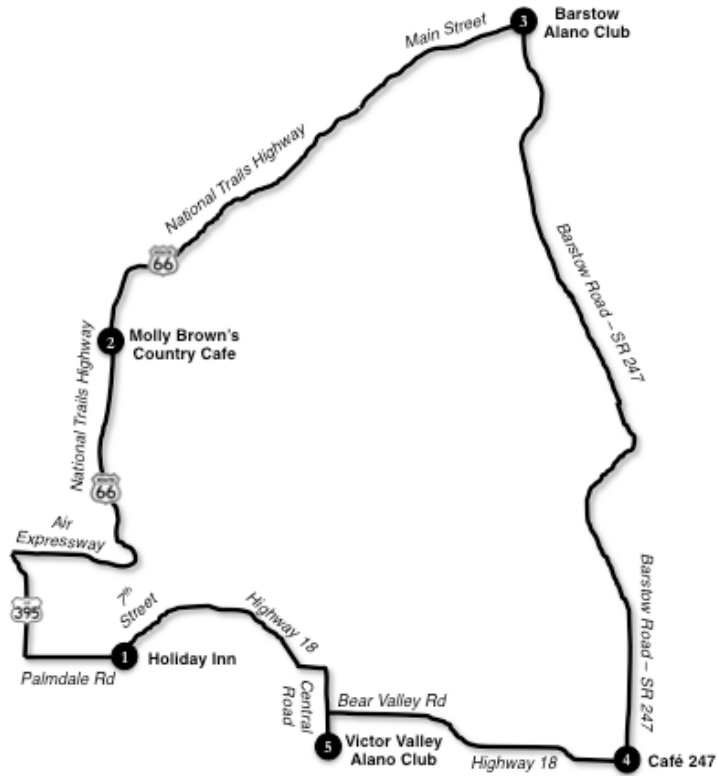 3
Barstow
Alano Club
Main Street
National Trails Highway
ROUTE
66
Barstow Road – SR 247
2
Molly Brown's
Country Cafe
National Trails Highway
ROUTE
66
Air
Expressway
395
7th
Street
Highway 18
Barstow Road – SR 247
1
Holiday Inn
Palmdale Rd
Central
Road
Bear Valley Rd
5
Victor Valley
Alano Club
Highway 18
4
Café 247